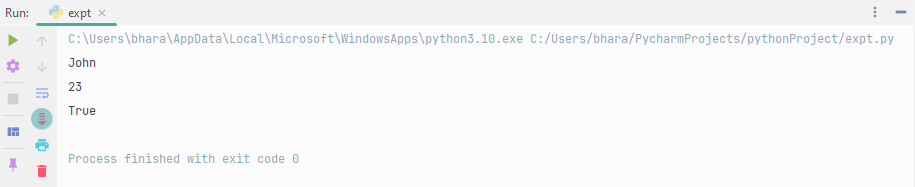 Run: expt
C:\Users\bhara\AppData\Local\Microsoft\WindowsApps\python3.10.exe C:/Users/bhara/PycharmProjects/pythonProject/expt.py
John
23
True
Process finished with exit code 0